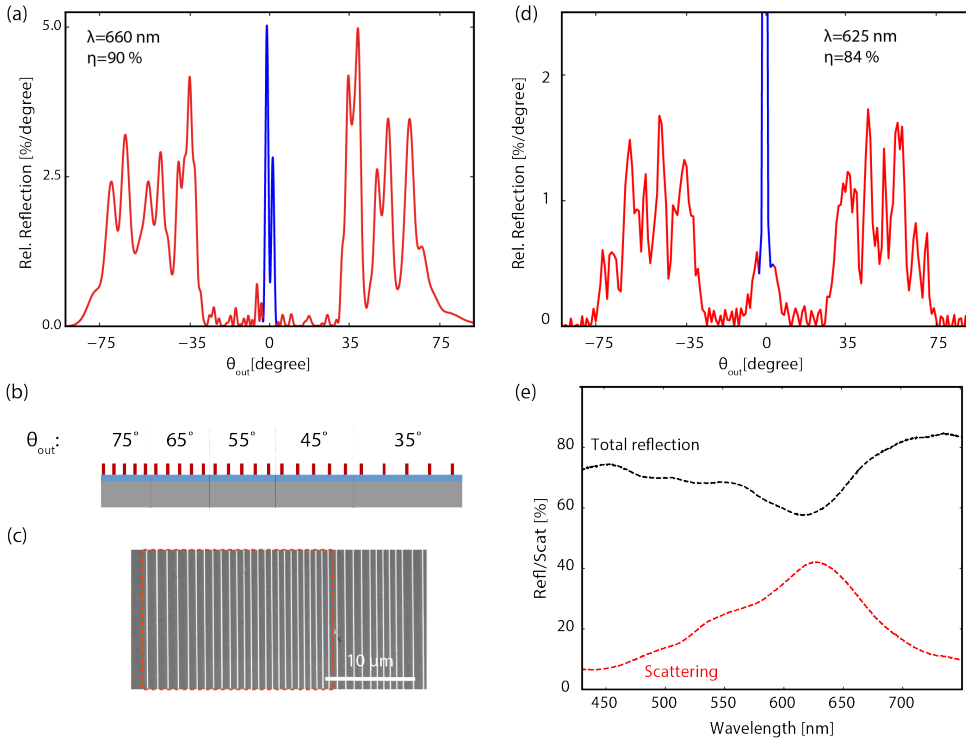 (a)
λ=660 nm
η=90 %
5.0
2.5
0.0
Rel. Reflection [%/degree]
−75
−35
0
35
75
θout[degree]
(d)
λ=625 nm
η=84 %
2
1
0
Rel. Reflection [%/degree]
−75
−35
0
35
75
θout[degree]
(b)
θout: 75° 65° 55° 45° 35°
(c)
10 μm
(e)
Total reflection
80
60
40
20
0
Refl/Scat [%]
Scattering
450 500 550 600 650 700
Wavelength [nm]